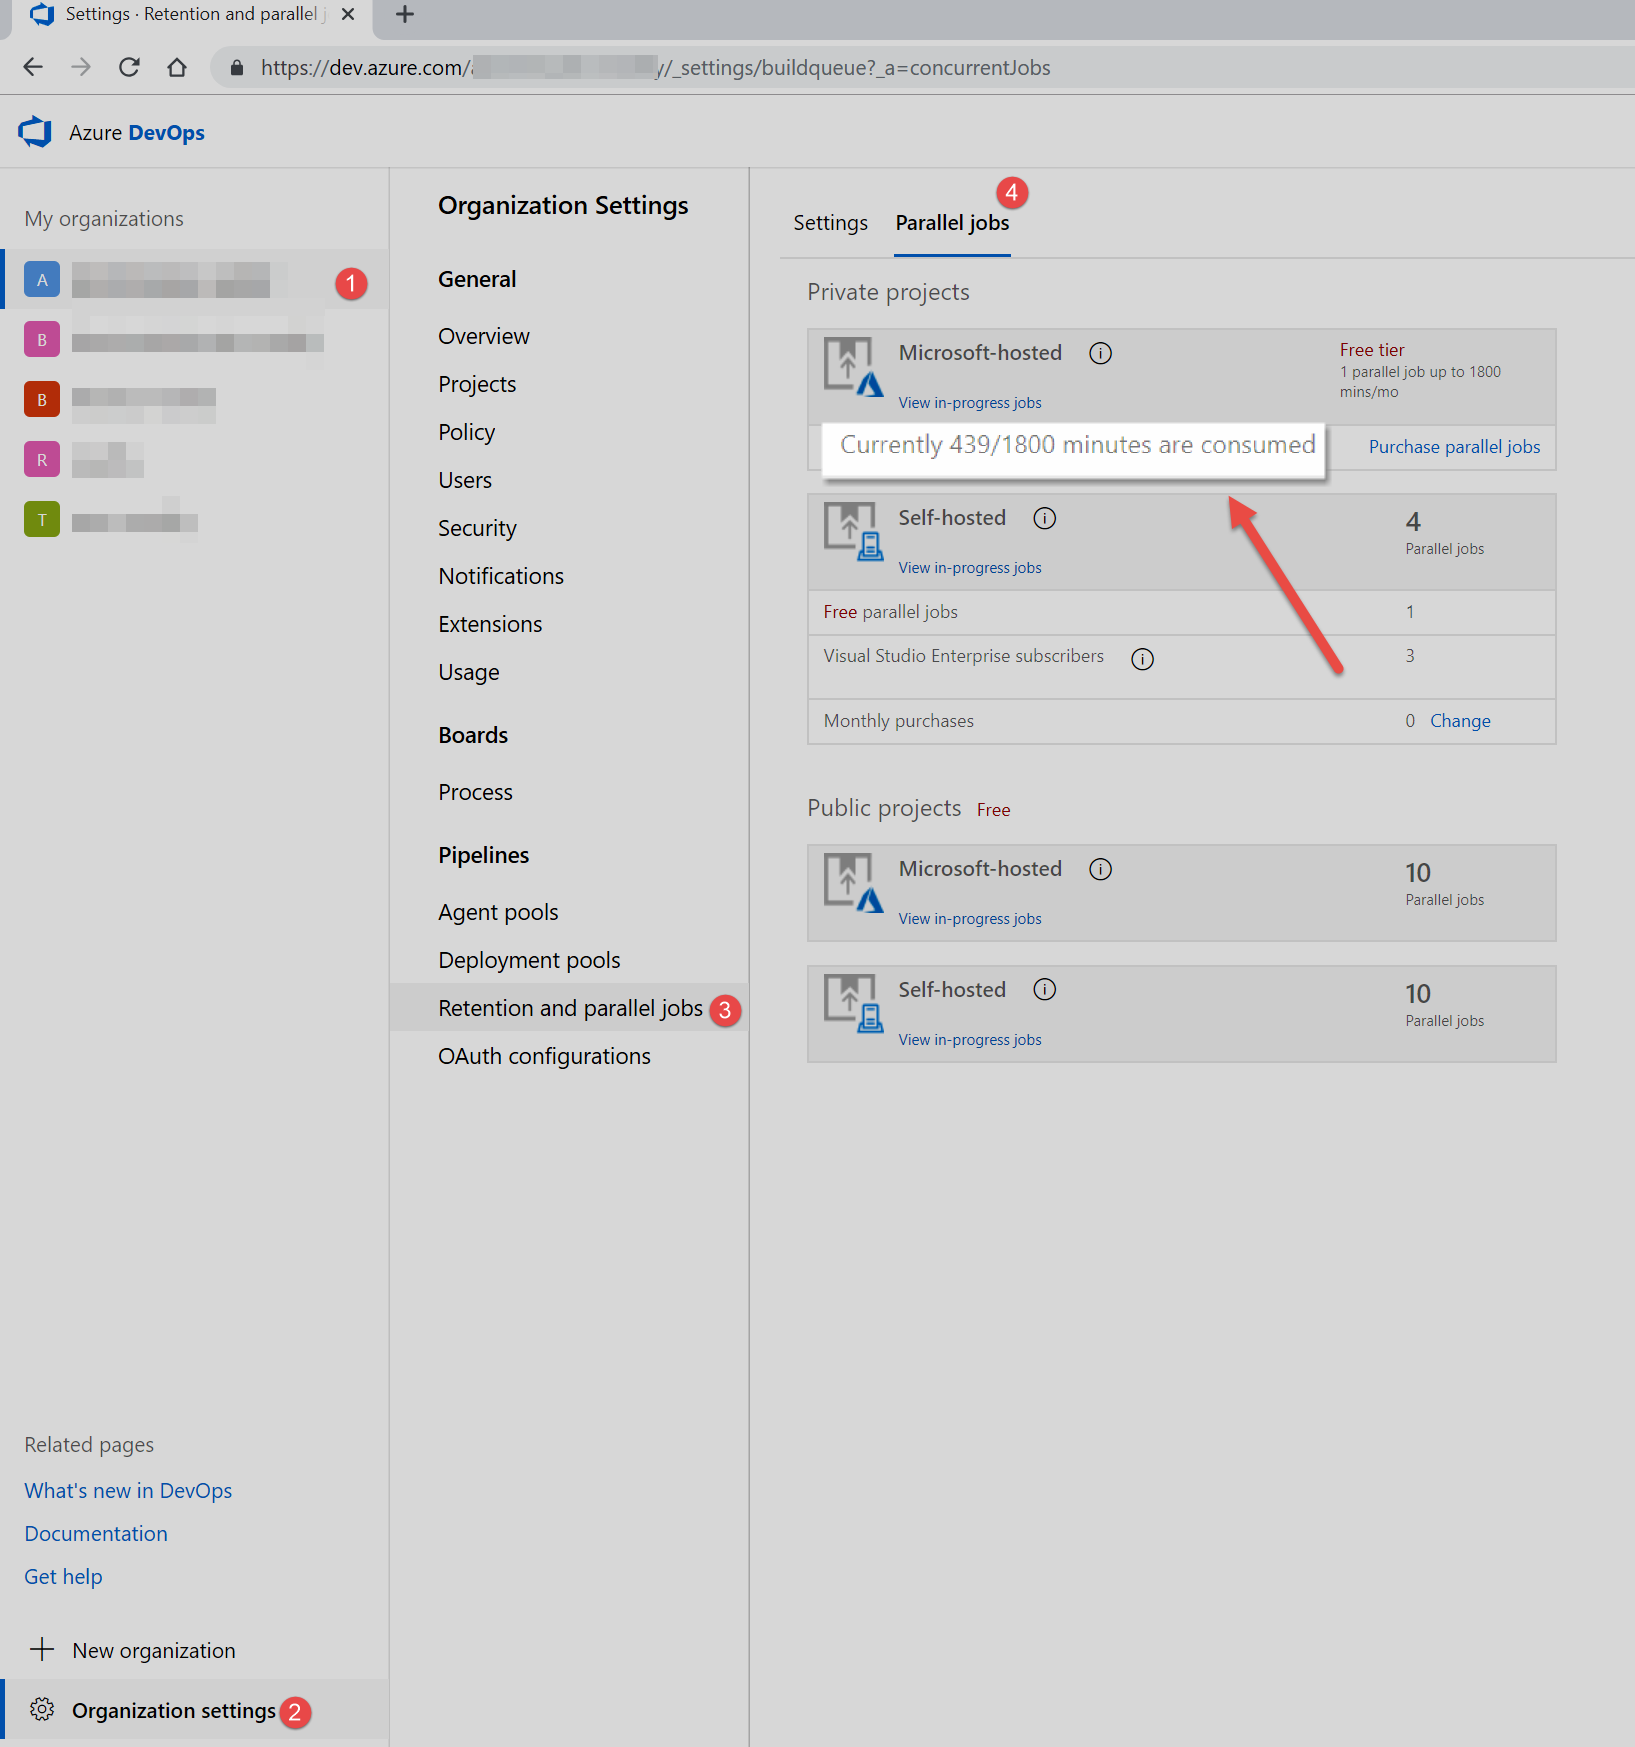 Settings · Retention and parallel j
https://dev.azure.com/ y/_settings/buildqueue?_a=concurrentJobs
Azure DevOps
My organizations
A
1
B
B
R
T
Related pages
What's new in DevOps
Documentation
Get help
New organization
Organization settings 2
Organization Settings
General
Overview
Projects
Policy
Users
Security
Notifications
Extensions
Usage
Boards
Process
Pipelines
Agent pools
Deployment pools
Retention and parallel jobs 3
OAuth configurations
4
Settings Parallel jobs
Private projects
Microsoft-hosted
View in-progress jobs
Free tier
1 parallel job up to 1800
mins/mo
Currently 439/1800 minutes are consumed
Purchase parallel jobs
Self-hosted
View in-progress jobs
4
Parallel jobs
Free parallel jobs 1
Visual Studio Enterprise subscribers 3
Monthly purchases 0 Change
Public projects Free
Microsoft-hosted
View in-progress jobs
10
Parallel jobs
Self-hosted
View in-progress jobs
10
Parallel jobs